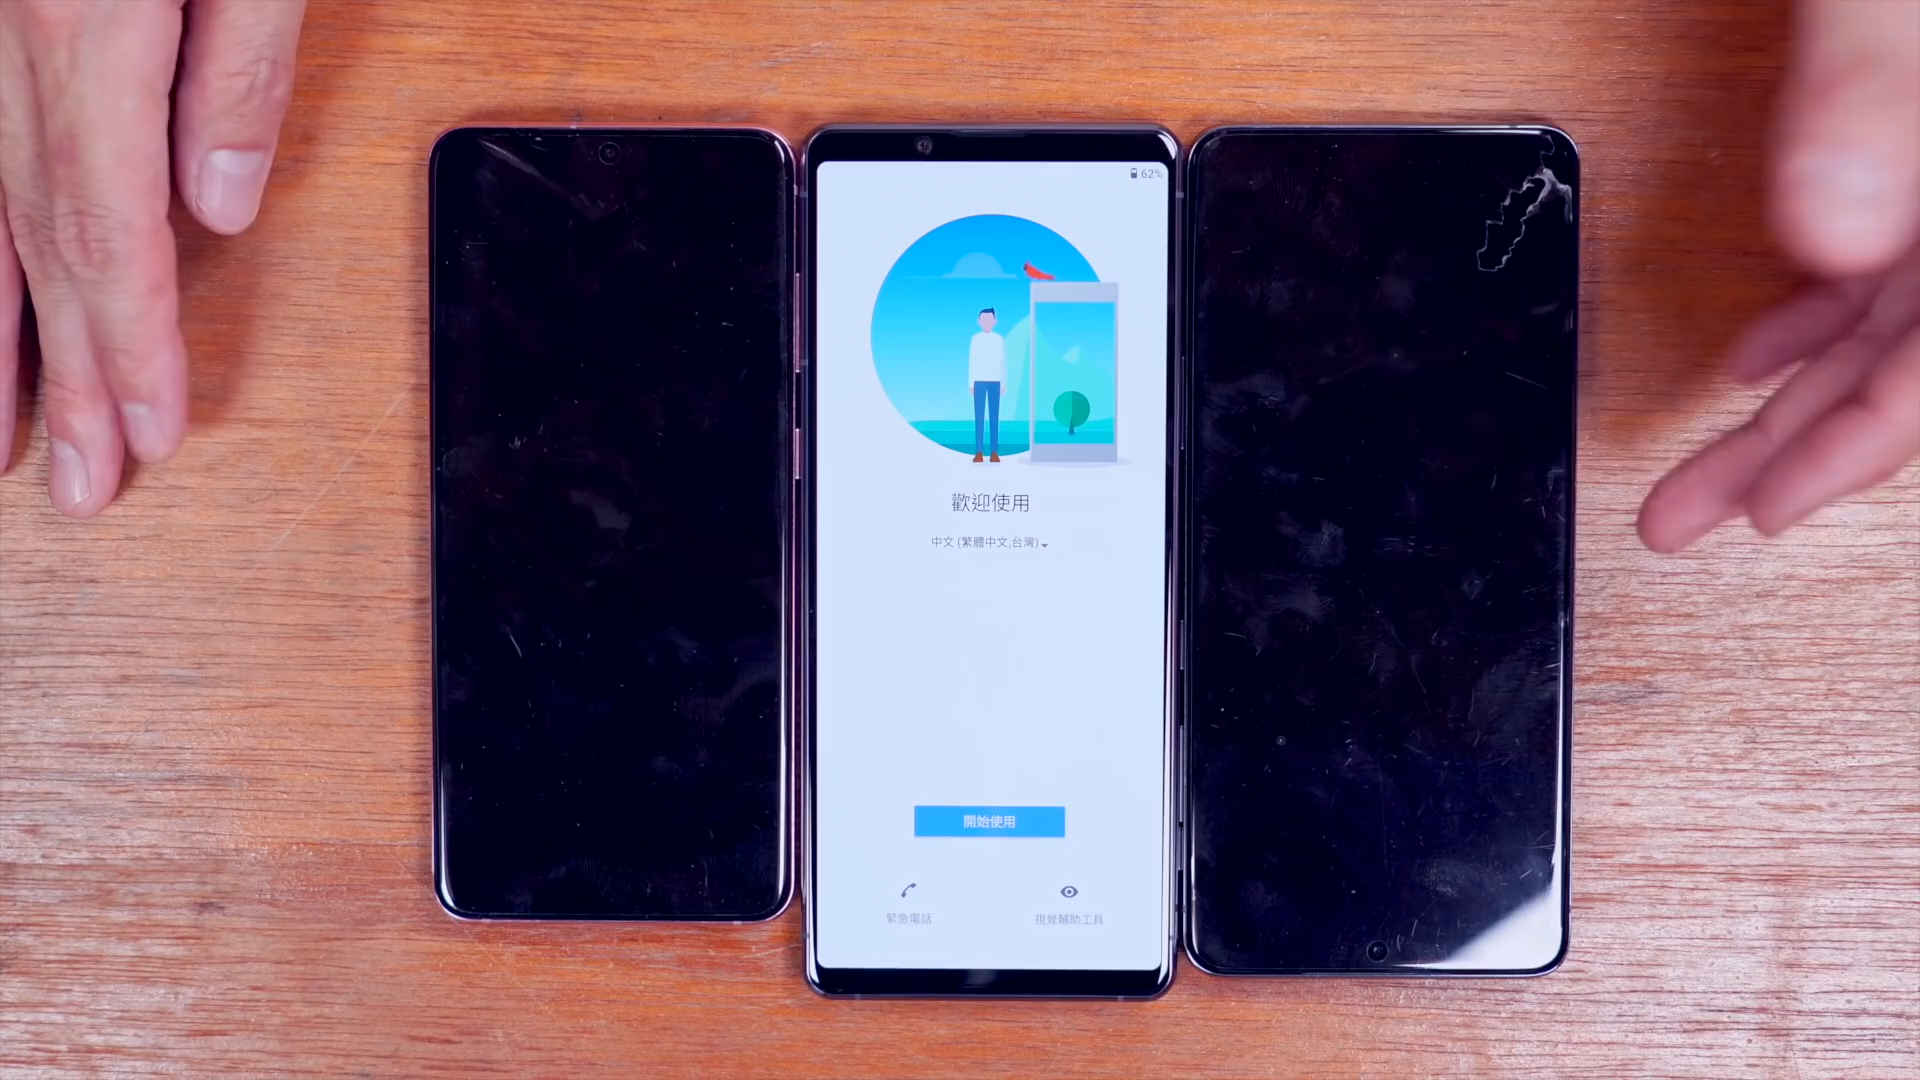 62%
歡迎使用
中文 (繁體中文,台灣)
開始使用
緊急電話
視覺輔助工具